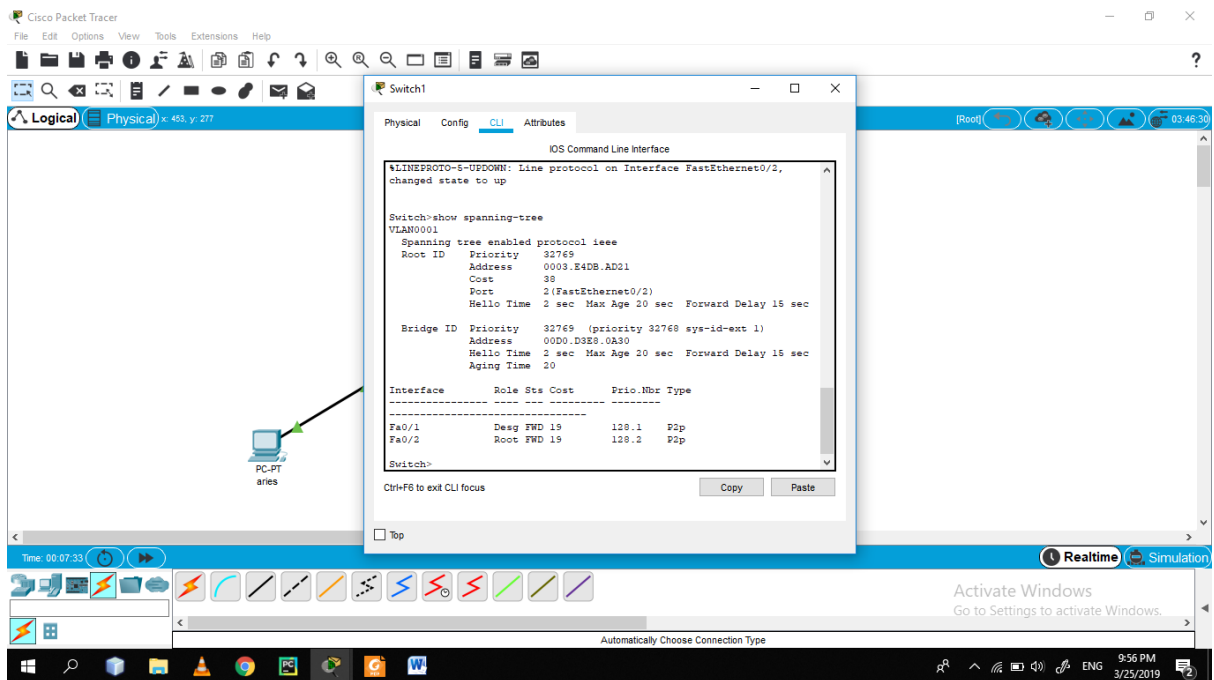 Cisco Packet Tracer
File Edit Options View Tools Extensions Help
?
Logical Physical x: 453, y: 277
[Root] 03:46:30
Switch1
Physical Config CLI Attributes
IOS Command Line Interface
%LINEPROTO-5-UPDOWN: Line protocol on Interface FastEthernet0/2,
changed state to up
Switch>show spanning-tree
VLAN0001
Spanning tree enabled protocol ieee
Root ID Priority 32769
Address 0003.E4DB.AD21
Cost 38
Port 2(FastEthernet0/2)
Hello Time 2 sec Max Age 20 sec Forward Delay 15 sec
Bridge ID Priority 32769 (priority 32768 sys-id-ext 1)
Address 00D0.D3E8.0A30
Hello Time 2 sec Max Age 20 sec Forward Delay 15 sec
Aging Time 20
Interface Role Sts Cost Prio.Nbr Type
---------------- ---- --- --------- --------
--------------------------------
Fa0/1 Desg FWD 19 128.1 P2p
Fa0/2 Root FWD 19 128.2 P2p
Switch>
Ctrl+F6 to exit CLI focus
Copy Paste
Top
PC-PT
aries
Time: 00:07:33
Realtime Simulation
Activate Windows
Go to Settings to activate Windows.
Automatically Choose Connection Type
ENG
9:56 PM
3/25/2019
2